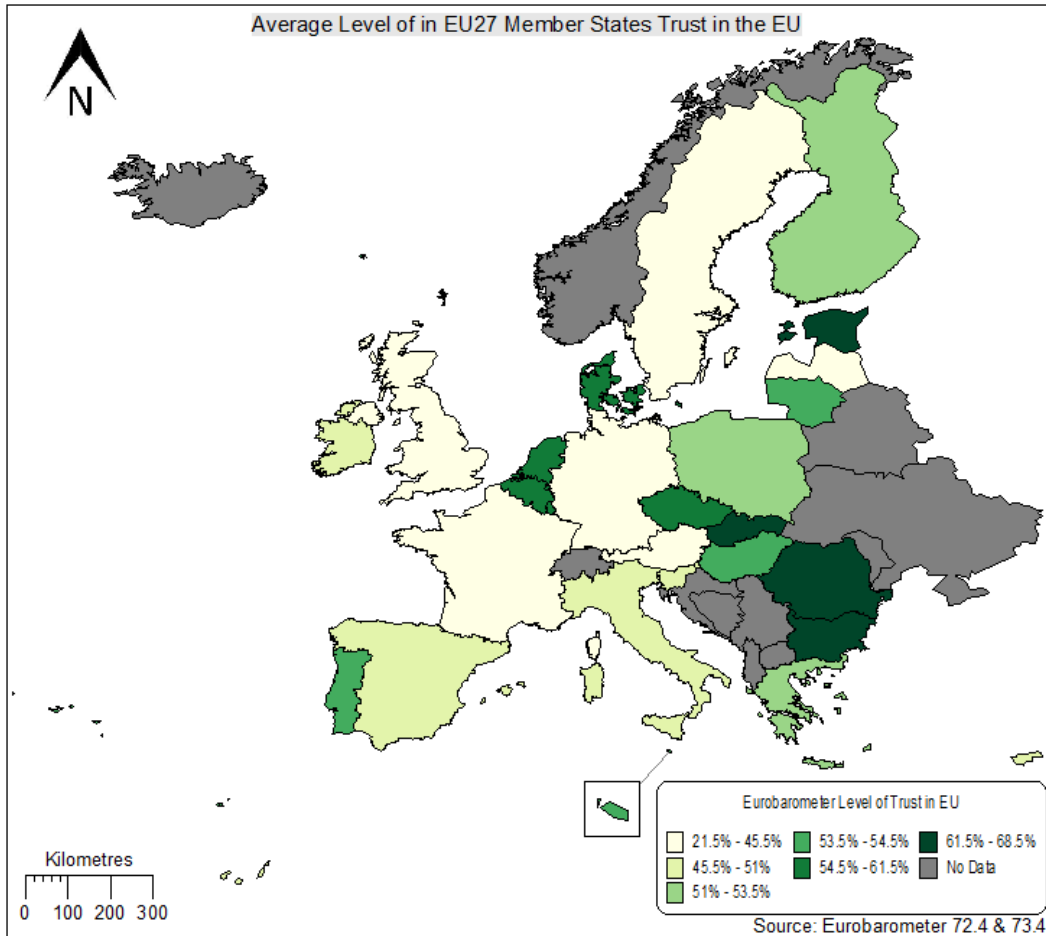 Average Level of in EU27 Member States Trust in the EU
N
Eurobarometer Level of Trust in EU
21.5% - 45.5%
45.5% - 51%
51% - 53.5%
53.5% - 54.5%
54.5% - 61.5%
61.5% - 68.5%
No Data
Kilometres
0 100 200 300
Source: Eurobarometer 72.4 & 73.4